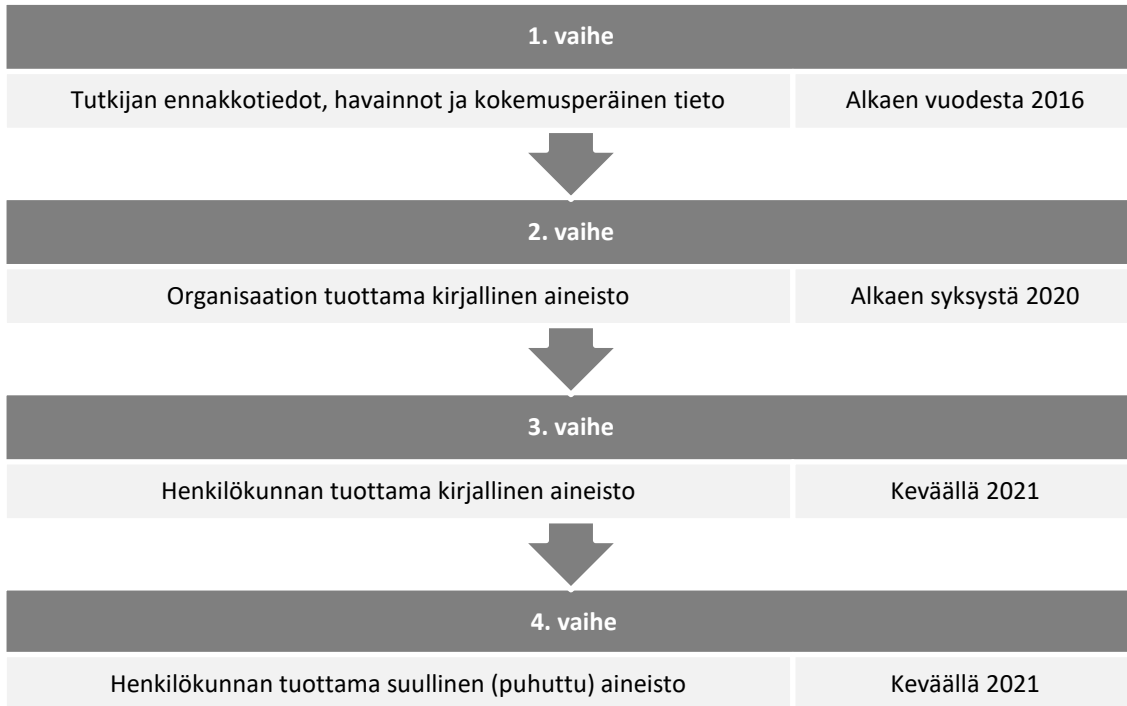 1. vaihe
Tutkijan ennakkotiedot, havainnot ja kokemusperäinen tieto
Alkaen vuodesta 2016
2. vaihe
Organisaation tuottama kirjallinen aineisto
Alkaen syksystä 2020
3. vaihe
Henkilökunnan tuottama kirjallinen aineisto
Keväällä 2021
4. vaihe
Henkilökunnan tuottama suullinen (puhuttu) aineisto
Keväällä 2021